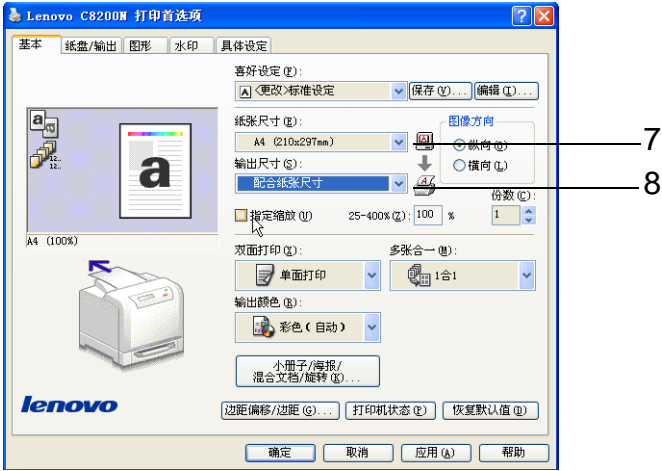 Lenovo C8200N 打印首选项
基本 纸盘/输出 图形 水印 具体设定
喜好设定(F):
A <更改>标准设定 保存(V)... 编辑(I)...
纸张尺寸(E): 图像方向
A4 (210x297mm) 纵向(O) 7
输出尺寸(S): 横向(L)
配合纸张尺寸 8
份数(C):
指定缩放(U) 25-400%(Z): 100 % 1
a
12..
12..
a
A4 (100%)
双面打印(X): 多张合一(M):
单面打印 1合1
输出颜色(R):
彩色(自动)
小册子/海报/
混合文档/旋转(K)...
lenovo
边距偏移/边距(G)... 打印机状态(P) 恢复默认值(D)
确定 取消 应用(A) 帮助